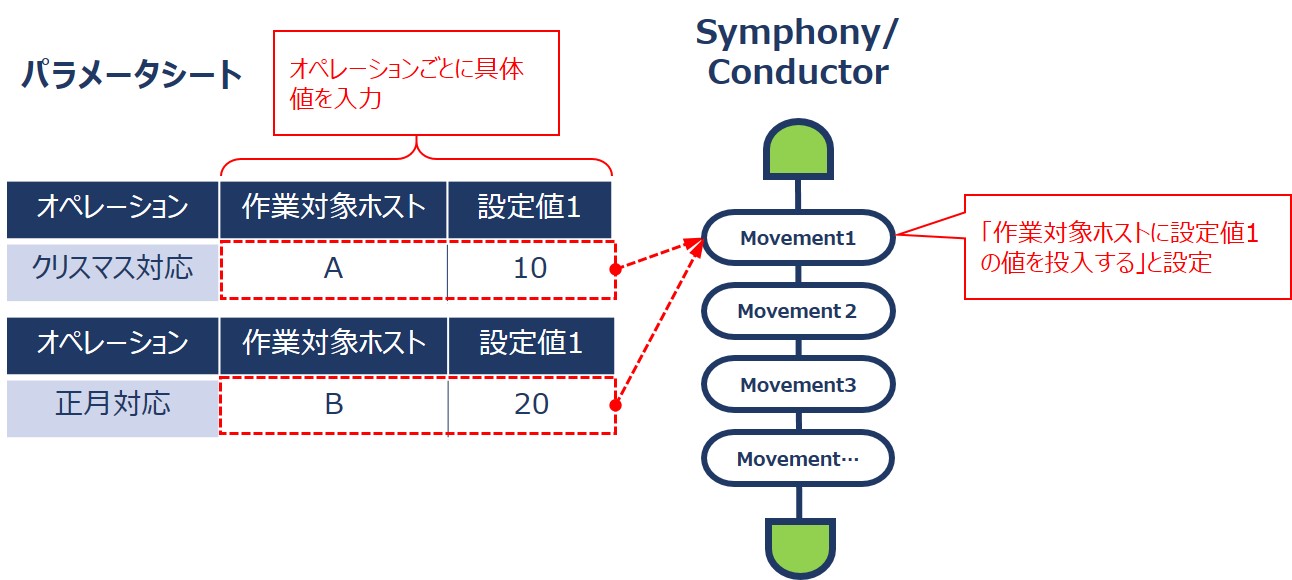 パラメータシート
オペレーションごとに具体
値を入力
Symphony/
Conductor
オペレーション 作業対象ホスト 設定値1
クリスマス対応 A 10
オペレーション 作業対象ホスト 設定値1
正月対応 B 20
Movement1
Movement 2
Movement3
Movement…
「作業対象ホストに設定値1
の値を投入する」と設定